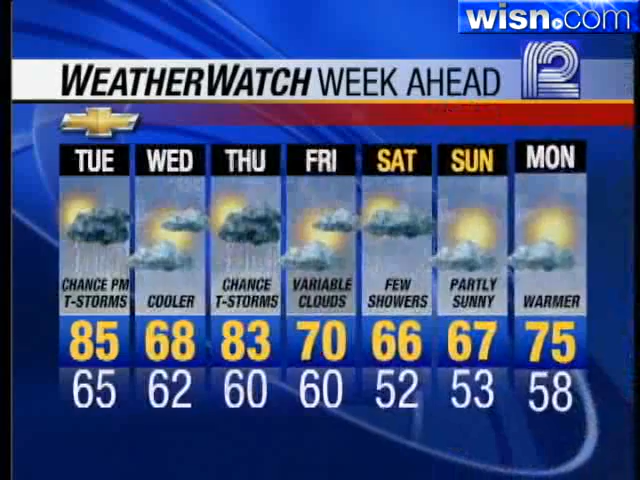 wisn.com
WEATHERWATCH WEEK AHEAD 12
TUE WED THU FRI SAT SUN MON
CHANCE PM T-STORMS
COOLER
CHANCE T-STORMS
VARIABLE CLOUDS
FEW SHOWERS
PARTLY SUNNY
WARMER
85 68 83 70 66 67 75
65 62 60 60 52 53 58